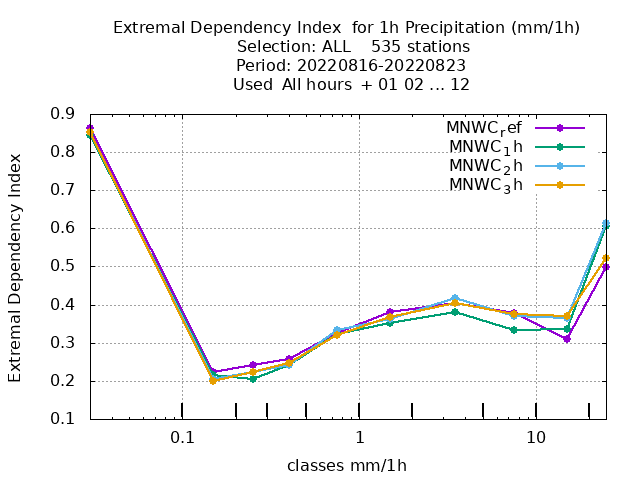 Extremal Dependency Index  for 1h Precipitation (mm/1h)
Selection: ALL    535 stations
Period: 20220816-20220823
Used  All hours  + 01 02 ... 12
MNWC_ref
MNWC_1h
MNWC_2h
MNWC_3h
Extremal Dependency Index
0.9
0.8
0.7
0.6
0.5
0.4
0.3
0.2
0.1
0.1 1 10
classes mm/1h